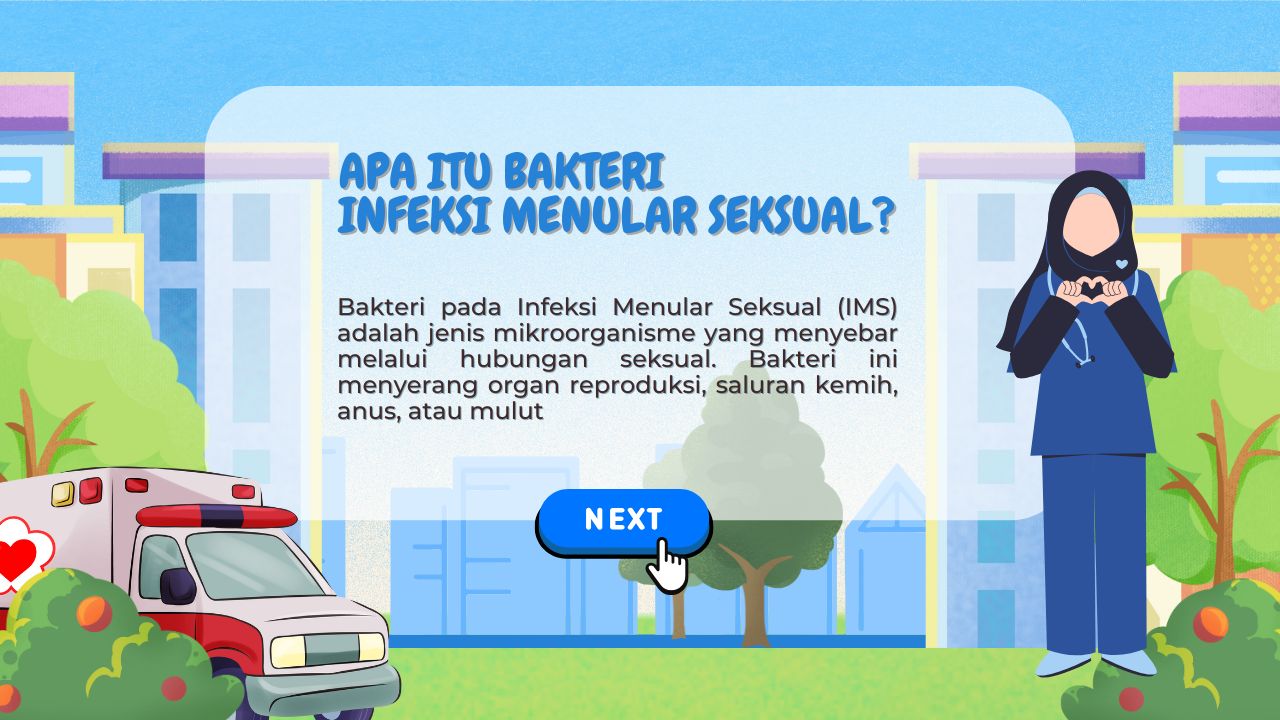 APA ITU BAKTERI
INFEKSI MENULAR SEKSUAL?
Bakteri pada Infeksi Menular Seksual (IMS)
adalah jenis mikroorganisme yang menyebar
melalui hubungan seksual. Bakteri ini
menyerang organ reproduksi, saluran kemih,
anus, atau mulut
NEXT